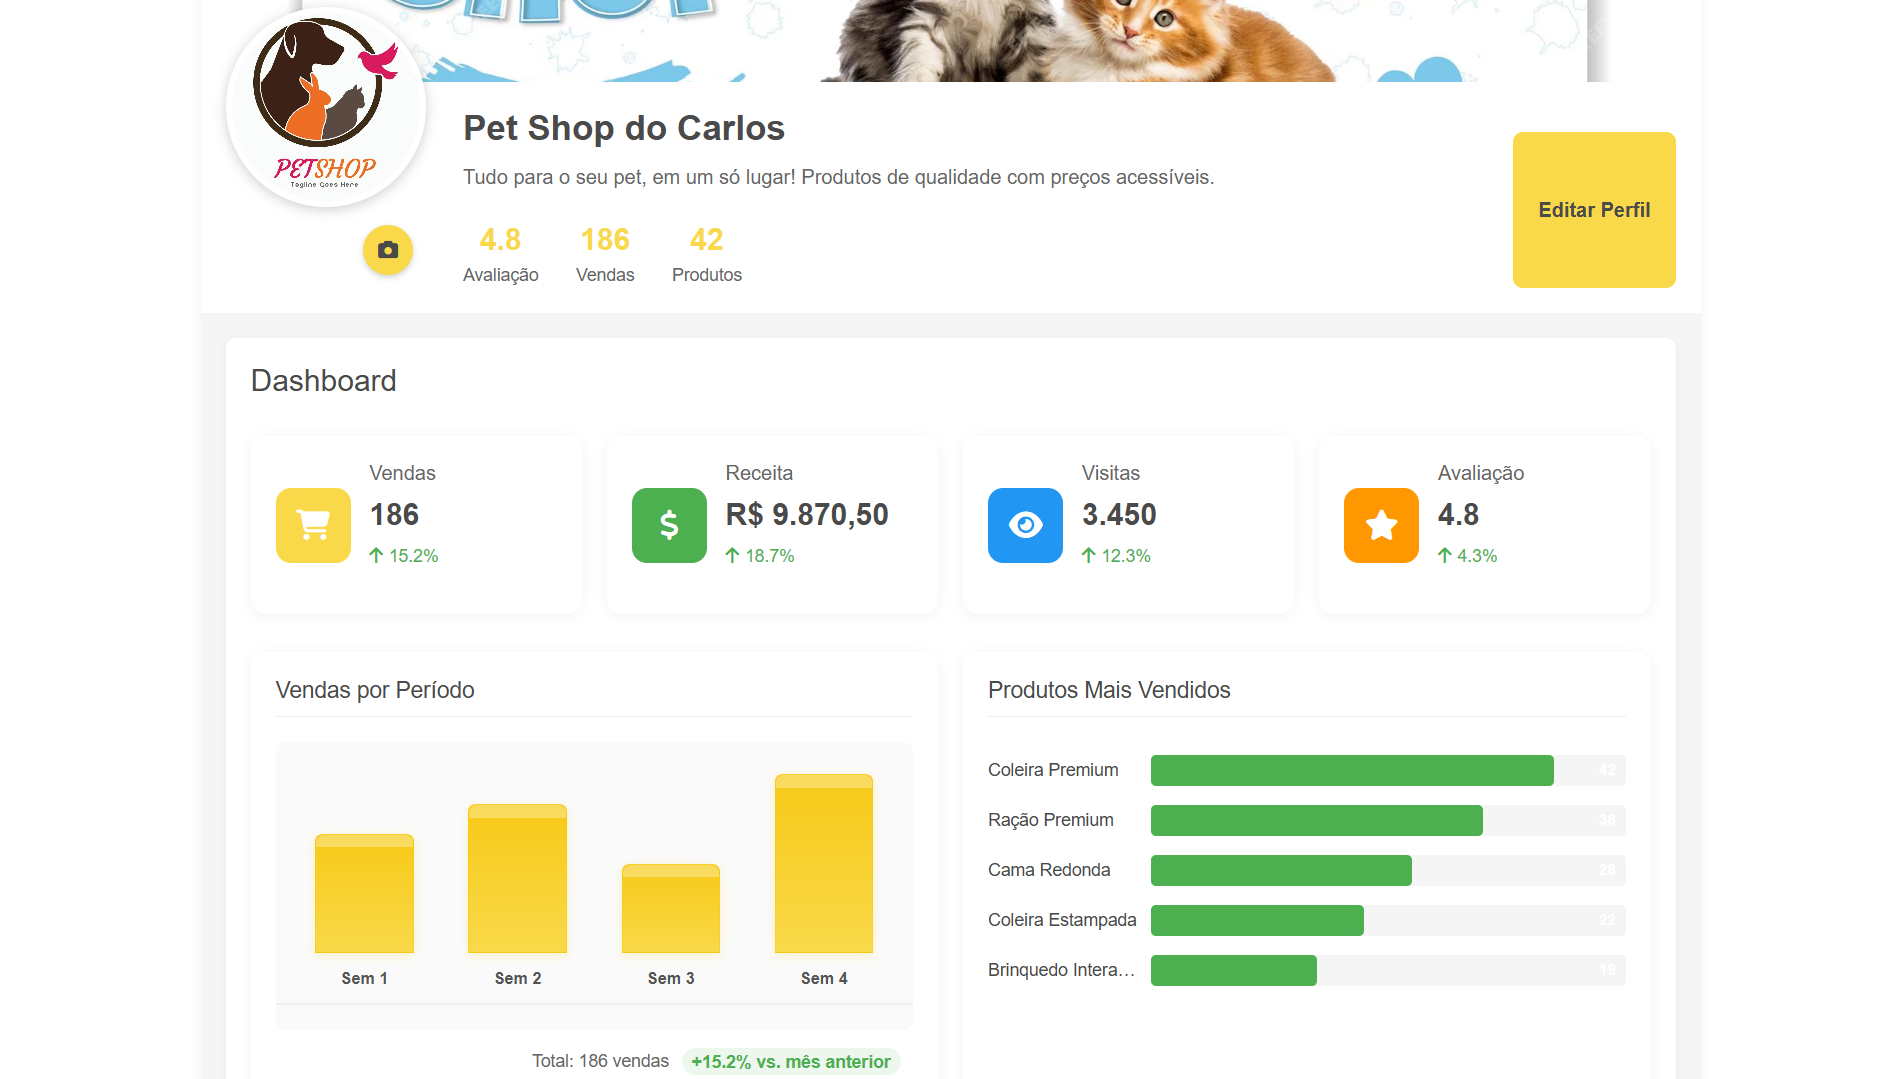 PETSHOP
Tagline Goes Here
Pet Shop do Carlos
Tudo para o seu pet, em um só lugar! Produtos de qualidade com preços acessíveis.
4.8 186 42
Avaliação Vendas Produtos
Editar Perfil
Dashboard
Vendas
186
15.2%
Receita
R$ 9.870,50
18.7%
Visitas
3.450
12.3%
Avaliação
4.8
4.3%
Vendas por Período
Sem 1 Sem 2 Sem 3 Sem 4
Total: 186 vendas +15.2% vs. mês anterior
Produtos Mais Vendidos
Coleira Premium 42
Ração Premium 35
Cama Redonda 28
Coleira Estampada 22
Brinquedo Intera... 19